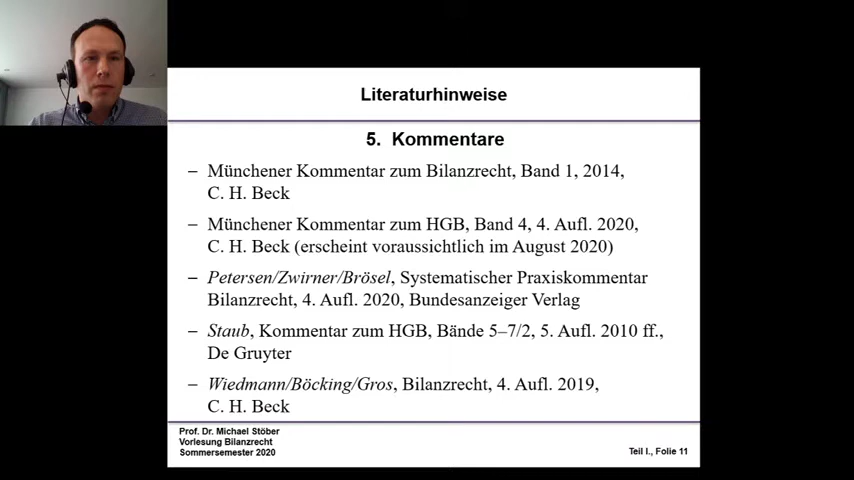 Literaturhinweise
5. Kommentare
– Münchener Kommentar zum Bilanzrecht, Band 1, 2014,
C. H. Beck
– Münchener Kommentar zum HGB, Band 4, 4. Aufl. 2020,
C. H. Beck (erscheint voraussichtlich im August 2020)
– Petersen/Zwirner/Brösel, Systematischer Praxiskommentar
Bilanzrecht, 4. Aufl. 2020, Bundesanzeiger Verlag
– Staub, Kommentar zum HGB, Bände 5–7/2, 5. Aufl. 2010 ff.,
De Gruyter
– Wiedmann/Böcking/Gros, Bilanzrecht, 4. Aufl. 2019,
C. H. Beck
Prof. Dr. Michael Stöber
Vorlesung Bilanzrecht
Sommersemester 2020
Teil I., Folie 11